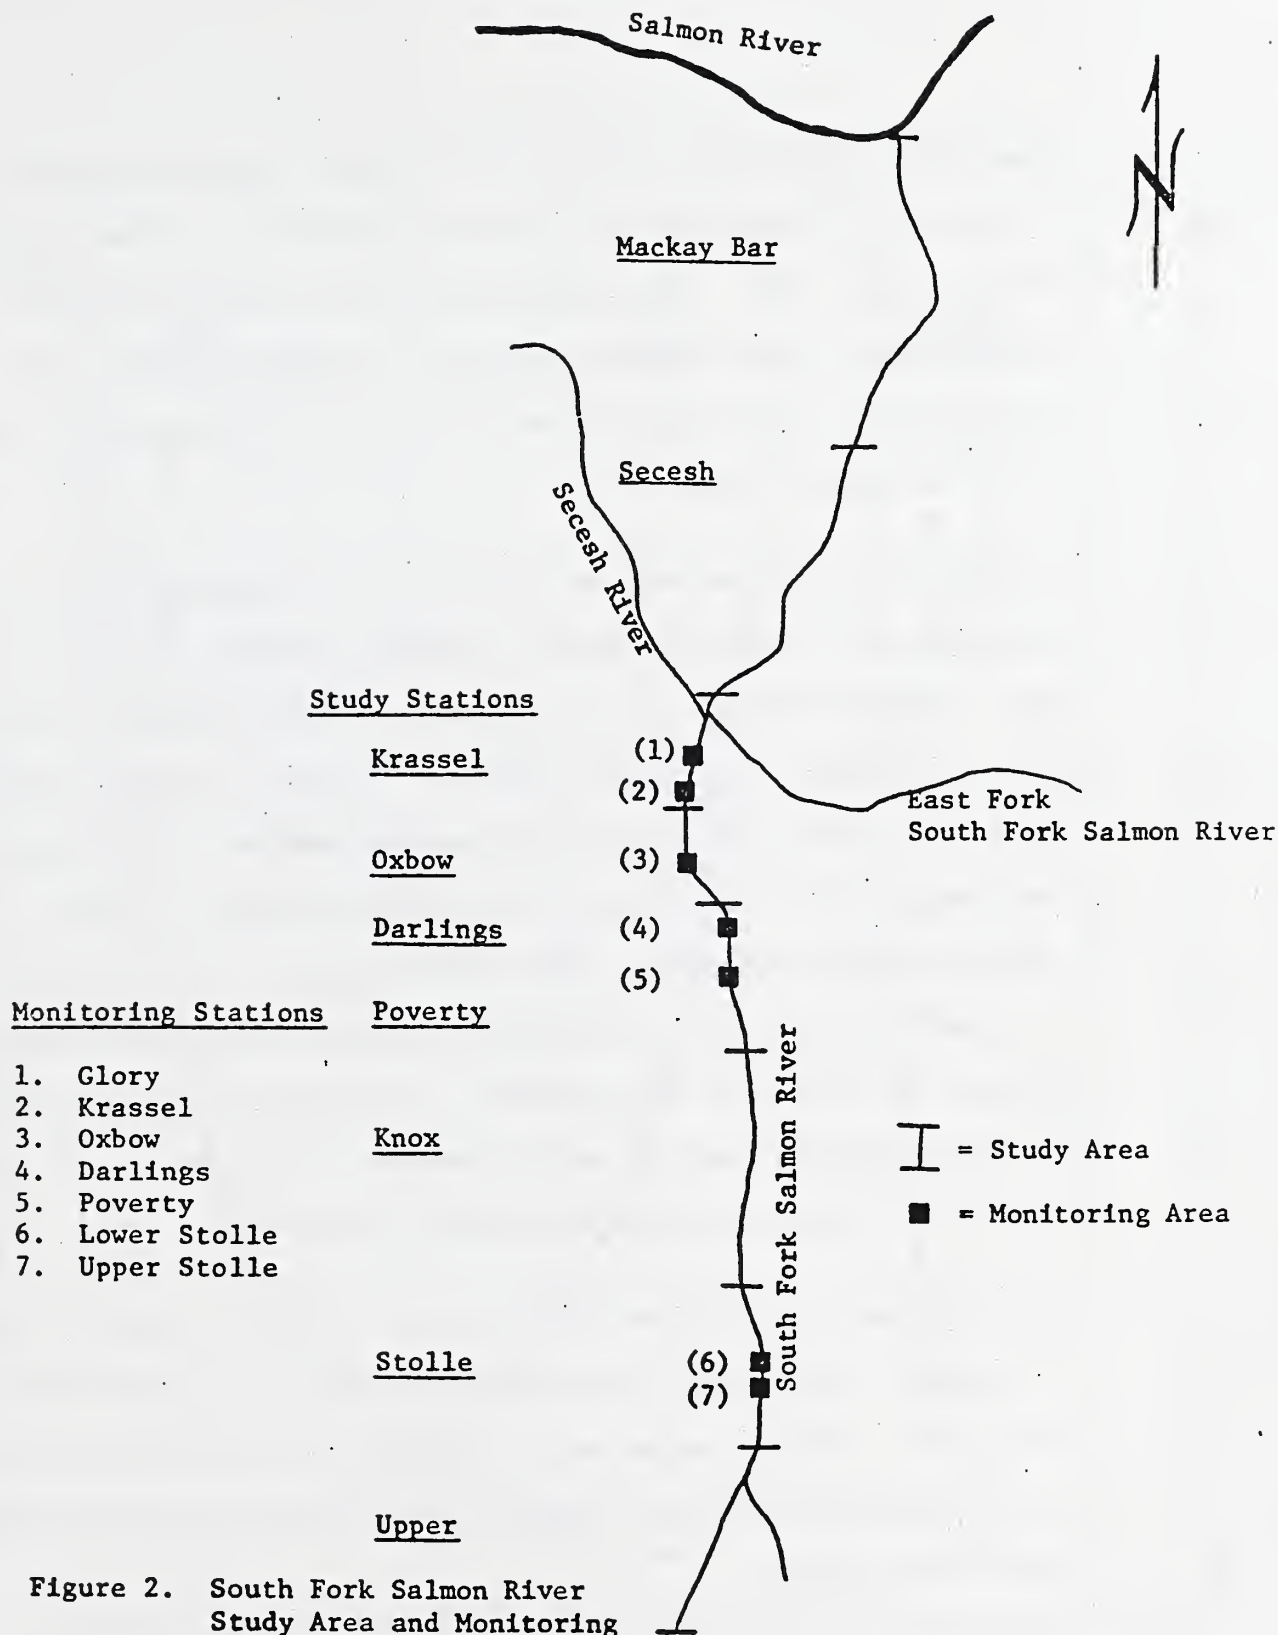 Salmon River
N
Mackay Bar
Secesh
Secesh River
Study Stations
Krassel
(1)
(2)
East Fork
South Fork Salmon River
Oxbow
(3)
Darlings
(4)
(5)
Monitoring Stations
Poverty
1. Glory
2. Krassel
3. Oxbow
4. Darlings
5. Poverty
6. Lower Stolle
7. Upper Stolle
Knox
South Fork Salmon River
= Study Area
= Monitoring Area
Stolle
(6)
(7)
Upper
Figure 2. South Fork Salmon River
Study Area and Monitoring